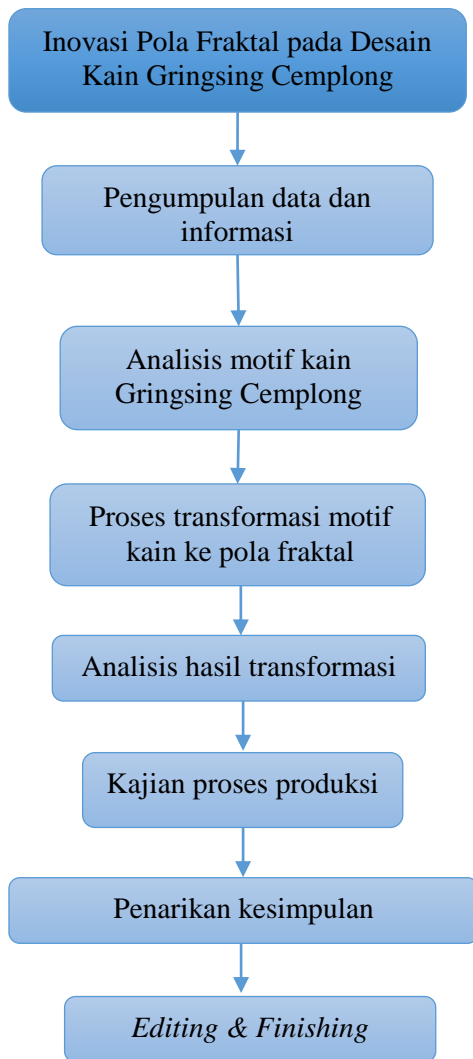 Inovasi Pola Fraktal pada Desain
Kain Gringsing Cemplong
Pengumpulan data dan
informasi
Analisis motif kain
Gringsing Cemplong
Proses transformasi motif
kain ke pola fraktal
Analisis hasil transformasi
Kajian proses produksi
Penarikan kesimpulan
Editing & Finishing